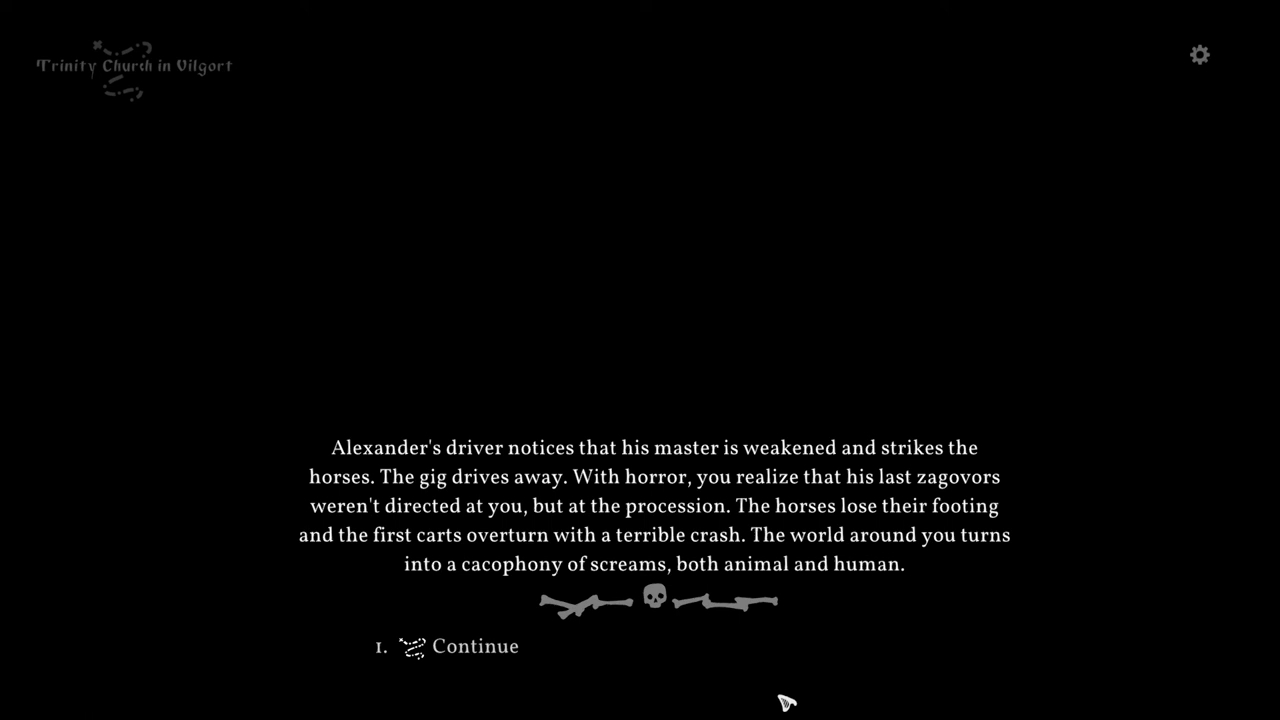 Trinity Church in Vilgort
Alexander's driver notices that his master is weakened and strikes the
horses. The gig drives away. With horror, you realize that his last zagovors
weren't directed at you, but at the procession. The horses lose their footing
and the first carts overturn with a terrible crash. The world around you turns
into a cacophony of screams, both animal and human.
1. Continue